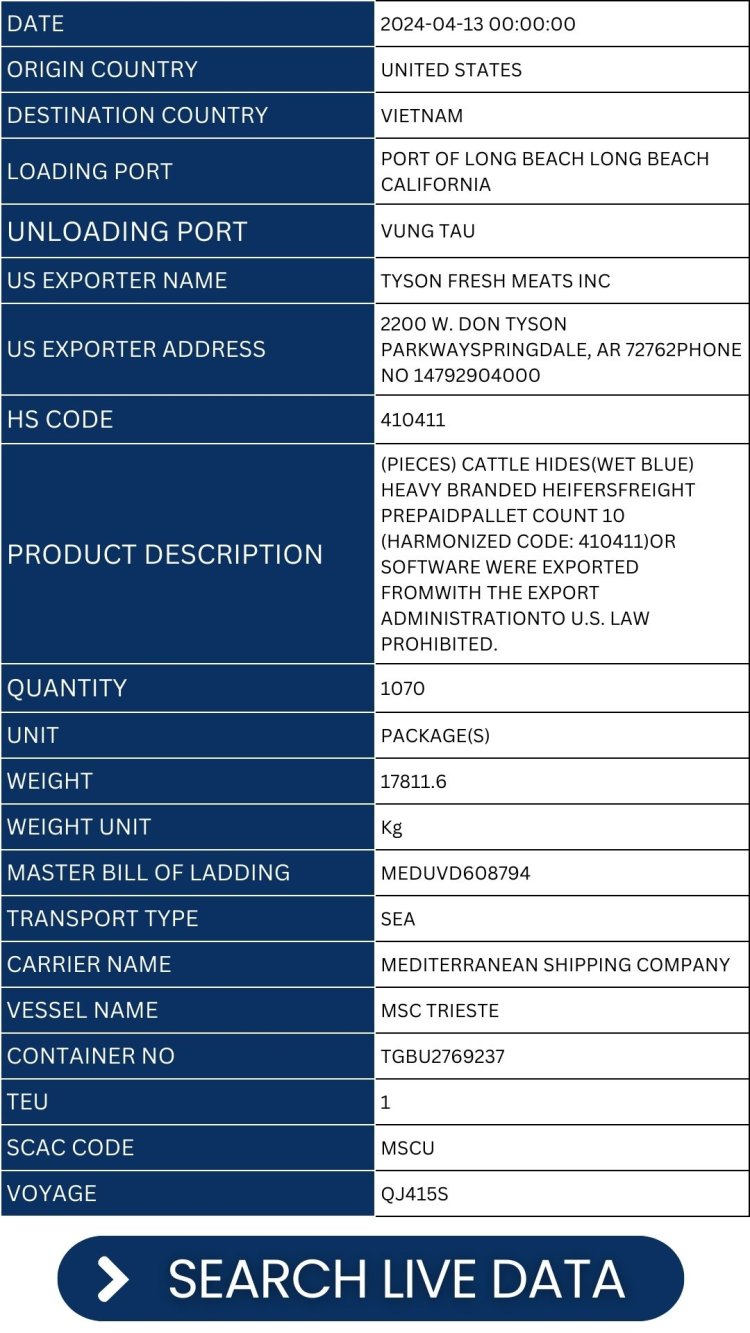 DATE
2024-04-13 00:00:00
ORIGIN COUNTRY
UNITED STATES
DESTINATION COUNTRY
VIETNAM
LOADING PORT
PORT OF LONG BEACH LONG BEACH
CALIFORNIA
UNLOADING PORT
VUNG TAU
US EXPORTER NAME
TYSON FRESH MEATS INC
US EXPORTER ADDRESS
2200 W. DON TYSON
PARKWAYSPRINGDALE, AR 72762PHONE
NO 14792904000
HS CODE
410411
PRODUCT DESCRIPTION
(PIECES) CATTLE HIDES(WET BLUE)
HEAVY BRANDED HEIFERSFREIGHT
PREPAIDPALLET COUNT 10
(HARMONIZED CODE: 410411)OR
SOFTWARE WERE EXPORTED
FROMWITH THE EXPORT
ADMINISTRATIONTO U.S. LAW
PROHIBITED.
QUANTITY
1070
UNIT
PACKAGE(S)
WEIGHT
17811.6
WEIGHT UNIT
Kg
MASTER BILL OF LADDING
MEDUVD608794
TRANSPORT TYPE
SEA
CARRIER NAME
MEDITERRANEAN SHIPPING COMPANY
VESSEL NAME
MSC TRIESTE
CONTAINER NO
TGBU2769237
TEU
1
SCAC CODE
MSCU
VOYAGE
QJ415S
SEARCH LIVE DATA